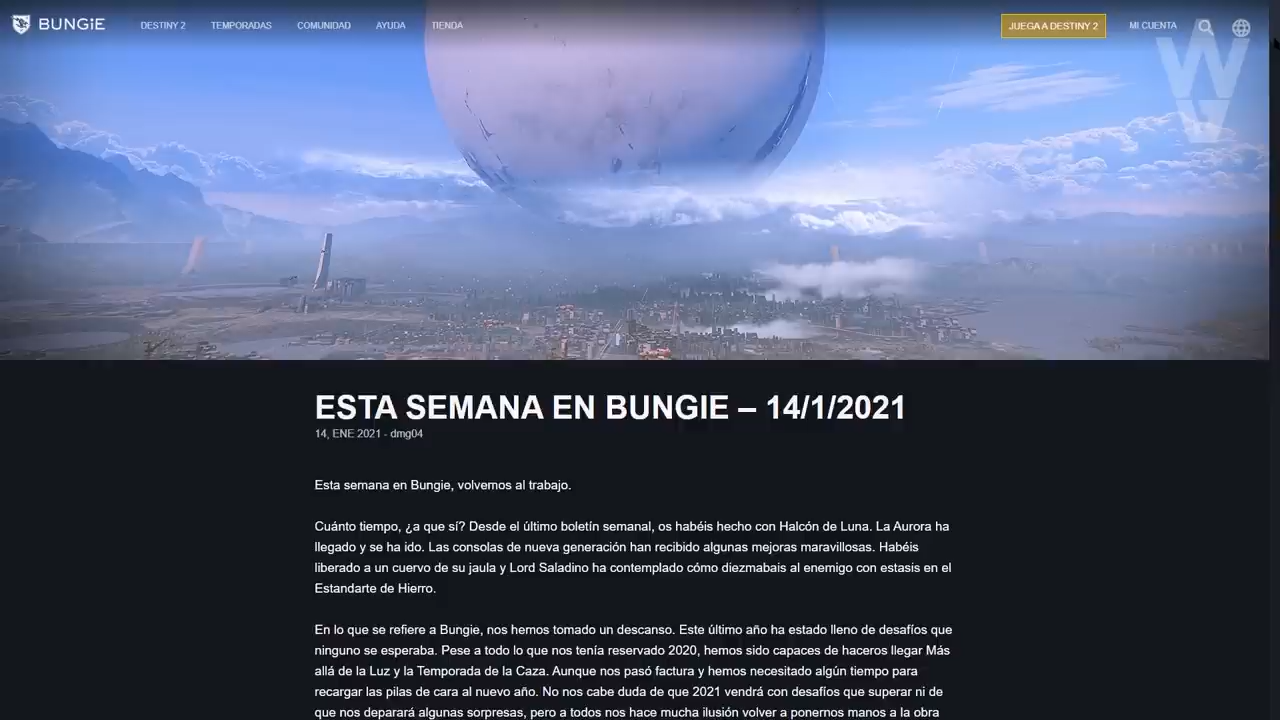 BUNGiE DESTINY 2 TEMPORADAS COMUNIDAD AYUDA TIENDA JUEGA A DESTINY 2 MI CUENTA
W
ESTA SEMANA EN BUNGIE – 14/1/2021
14, ENE 2021 - dmg04
Esta semana en Bungie, volvemos al trabajo.
Cuánto tiempo, ¿a que sí? Desde el último boletín semanal, os habéis hecho con Halcón de Luna. La Aurora ha
llegado y se ha ido. Las consolas de nueva generación han recibido algunas mejoras maravillosas. Habéis
liberado a un cuervo de su jaula y Lord Saladino ha contemplado cómo diezmabais al enemigo con estasis en el
Estandarte de Hierro.
En lo que se refiere a Bungie, nos hemos tomado un descanso. Este último año ha estado lleno de desafíos que
ninguno se esperaba. Pese a todo lo que nos tenía reservado 2020, hemos sido capaces de haceros llegar Más
allá de la Luz y la Temporada de la Caza. Aunque nos pasó factura y hemos necesitado algún tiempo para
recargar las pilas de cara al nuevo año. No nos cabe duda de que 2021 vendrá con desafíos que superar ni de
que nos deparará algunas sorpresas, pero a todos nos hace mucha ilusión volver a ponernos manos a la obra